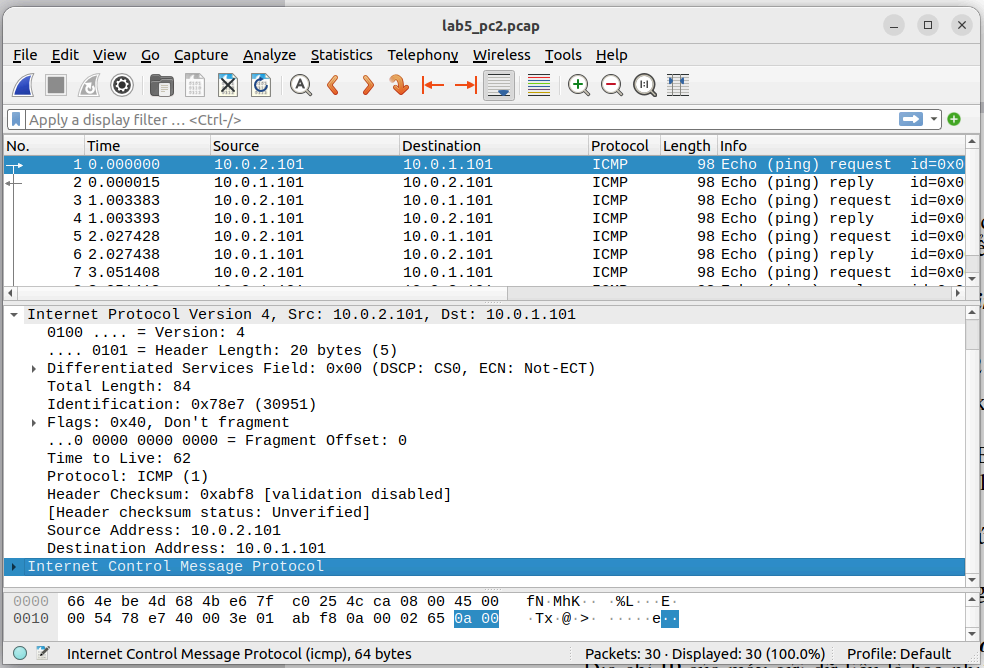 lab5_pc2.pcap
File Edit View Go Capture Analyze Statistics Telephony Wireless Tools Help
Apply a display filter … <Ctrl-/>
No. Time Source Destination Protocol Length Info
1 0.000000 10.0.2.101 10.0.1.101 ICMP 98 Echo (ping) request id=0x0
2 0.000015 10.0.1.101 10.0.2.101 ICMP 98 Echo (ping) reply id=0x0
3 1.003383 10.0.2.101 10.0.1.101 ICMP 98 Echo (ping) request id=0x0
4 1.003393 10.0.1.101 10.0.2.101 ICMP 98 Echo (ping) reply id=0x0
5 2.027428 10.0.2.101 10.0.1.101 ICMP 98 Echo (ping) request id=0x0
6 2.027438 10.0.1.101 10.0.2.101 ICMP 98 Echo (ping) reply id=0x0
7 3.051408 10.0.2.101 10.0.1.101 ICMP 98 Echo (ping) request id=0x0
Internet Protocol Version 4, Src: 10.0.2.101, Dst: 10.0.1.101
0100 .... = Version: 4
.... 0101 = Header Length: 20 bytes (5)
Differentiated Services Field: 0x00 (DSCP: CS0, ECN: Not-ECT)
Total Length: 84
Identification: 0x78e7 (30951)
Flags: 0x40, Don't fragment
...0 0000 0000 0000 = Fragment Offset: 0
Time to Live: 62
Protocol: ICMP (1)
Header Checksum: 0xabf8 [validation disabled]
[Header checksum status: Unverified]
Source Address: 10.0.2.101
Destination Address: 10.0.1.101
Internet Control Message Protocol
0000 66 4e be 4d 68 4b e6 7f c0 25 4c ca 08 00 45 00 fN·MhK·· ·%L···E·
0010 00 54 78 e7 40 00 3e 01 ab f8 0a 00 02 65 0a 00 ·Tx·@·>· ·····e··
Internet Control Message Protocol (icmp), 64 bytes Packets: 30 · Displayed: 30 (100.0%) Profile: Default